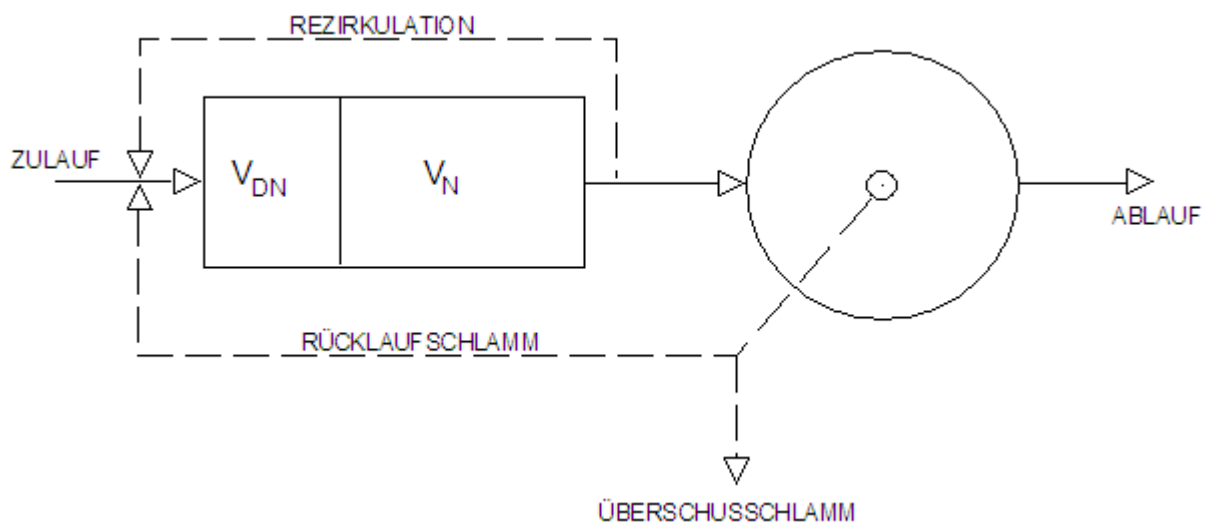 REZIRKULATION
ZULAUF
V_DN
V_N
ABLAUF
RÜCKLAUFSCHLAMM
ÜBERSCHUSSCHLAMM